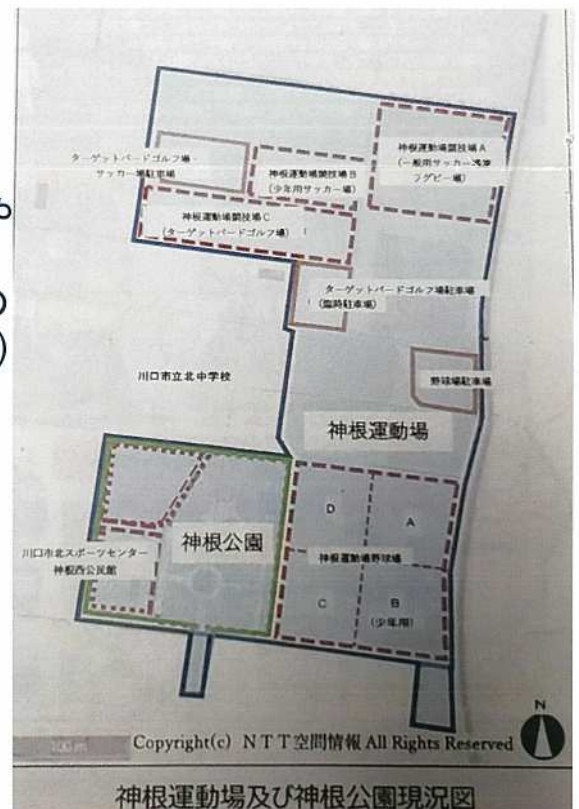 も
の
)
神根運動場競技場A
(一般用サッカー場兼
ラグビー場)
ターゲットバードゴルフ場・
サッカー場駐車場
神根運動場競技場B
(少年用サッカー場)
神根運動場競技場C
(ターゲットバードゴルフ場)
ターゲットバードゴルフ場駐車場
(臨時駐車場)
川口市立北中学校
野球場駐車場
神根運動場
神根公園
D
A
神根運動場野球場
川口市北スポーツセンター
神根西公民館
C
B
(少年用)
N
100 m
Copyright(c) NTT空間情報 All Rights Reserved
神根運動場及び神根公園現況図